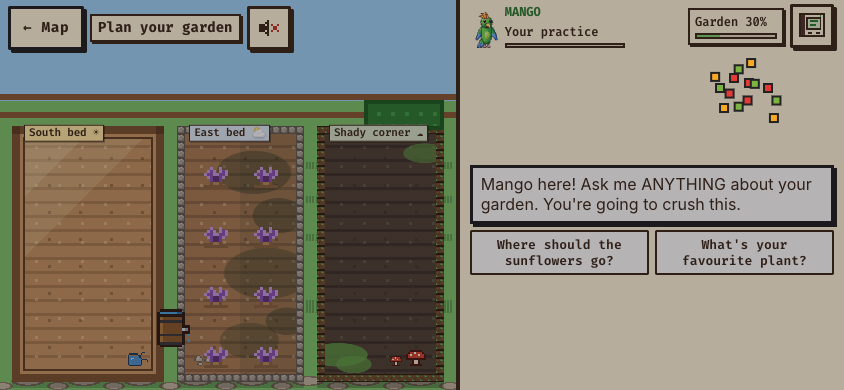 ← Map
Plan your garden
South bed
East bed
Shady corner
MANGO
Your practice
Garden 30%
Mango here! Ask me ANYTHING about your
garden. You're going to crush this.
Where should the
sunflowers go?
What's your
favourite plant?